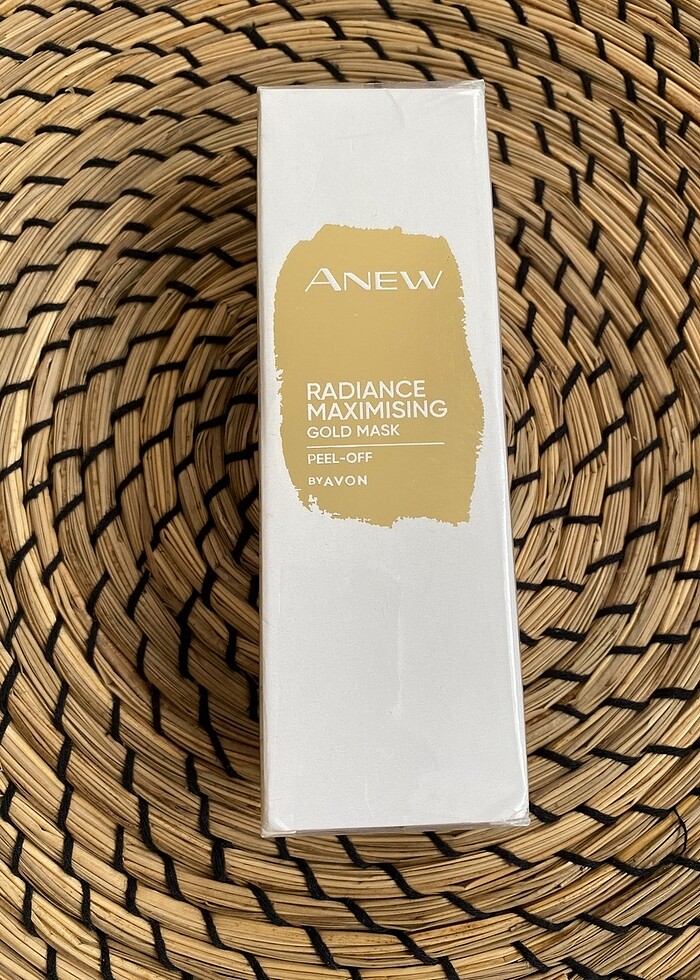 ANEW
RADIANCE
MAXIMISING
GOLD MASK
PEEL-OFF
BY AVON